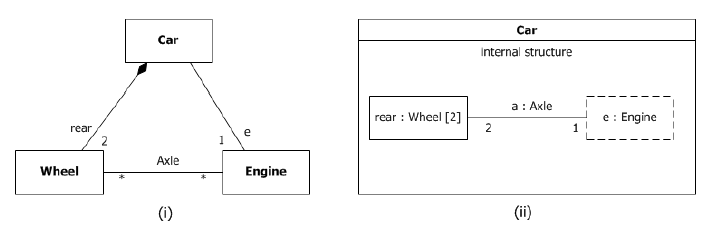 Car
rear
2
1
e
Wheel
Axle
*
*
Engine
(i)
Car
internal structure
rear : Wheel [2]
a : Axle
2
1
e : Engine
(ii)